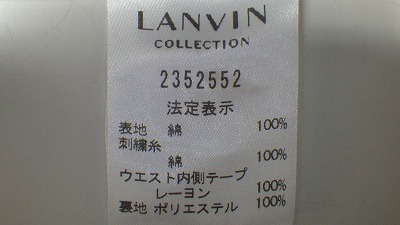 LANVIN
COLLECTION
2352552
法定表示
表地 綿 100%
刺繍糸
綿 100%
ウエスト内側テープ
レーヨン 100%
裏地 ポリエステル 100%